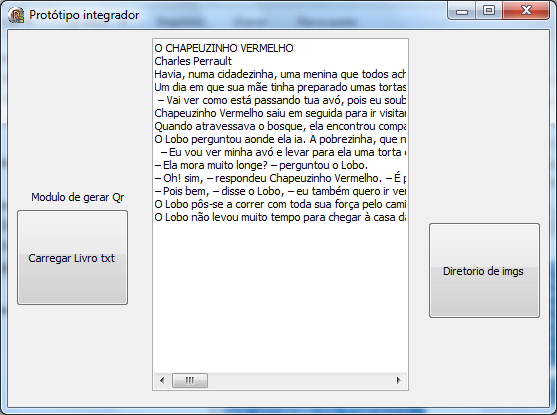 Protótipo integrador
O CHAPEUZINHO VERMELHO
Charles Perrault
Havia, numa cidadezinha, uma menina que todos
Um dia em que sua mãe tinha preparado umas tortas
– Vai ver como está passando tua avó, pois eu
Chapeuzinho Vermelho saiu em seguida para ir visitar
Quando atravessava o bosque, ela encontrou
O Lobo perguntou aonde ela ia. A pobrezinha, que
– Eu vou ver minha avó e levar para ela uma torta
– Ela mora muito longe? – perguntou o Lobo.
– Oh! sim, – respondeu Chapeuzinho Vermelho. – É
– Pois bem, – disse o Lobo, – eu também quero ir
O Lobo pôs-se a correr com toda sua força pelo
O Lobo não levou muito tempo para chegar à casa
Modulo de gerar Qr
Carregar Livro txt
Diretorio de imgs